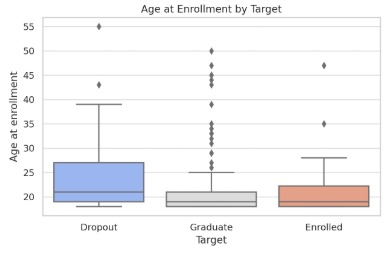 Age at Enrollment by Target
55
50
45
40
35
30
25
20
Age at enrollment
Dropout Graduate Enrolled
Target